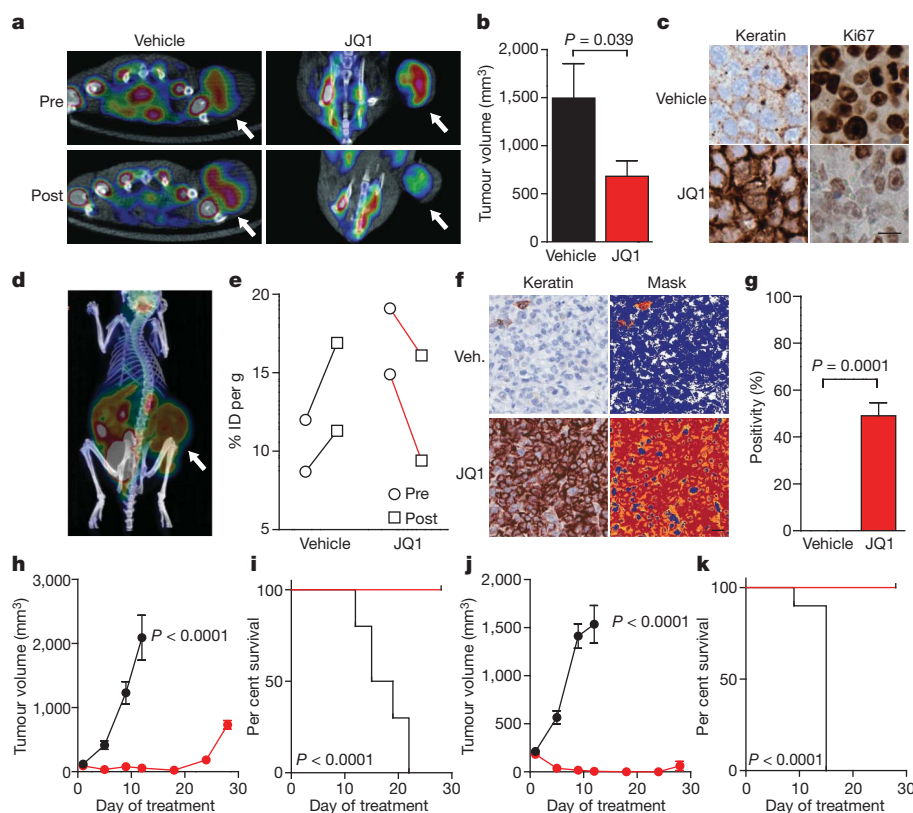 a
Vehicle
JQ1
Pre
Post
b
P = 0.039
Tumour volume (mm³)
2,000
1,500
1,000
500
0
Vehicle
JQ1
c
Keratin
Ki67
Vehicle
JQ1
d
e
% ID per g
20
15
10
5
Pre
Post
Vehicle
JQ1
f
Keratin
Mask
Veh.
JQ1
g
Positivity (%)
100
80
60
40
20
0
P = 0.0001
Vehicle
JQ1
h
Tumour volume (mm³)
3,000
2,000
1,000
0
P < 0.0001
0
10
20
30
Day of treatment
i
Per cent survival
100
50
0
P < 0.0001
0
10
20
30
Day of treatment
j
Tumour volume (mm³)
2,000
1,500
1,000
500
0
P < 0.0001
0
10
20
30
Day of treatment
k
Per cent survival
100
50
0
P < 0.0001
0
10
20
30
Day of treatment